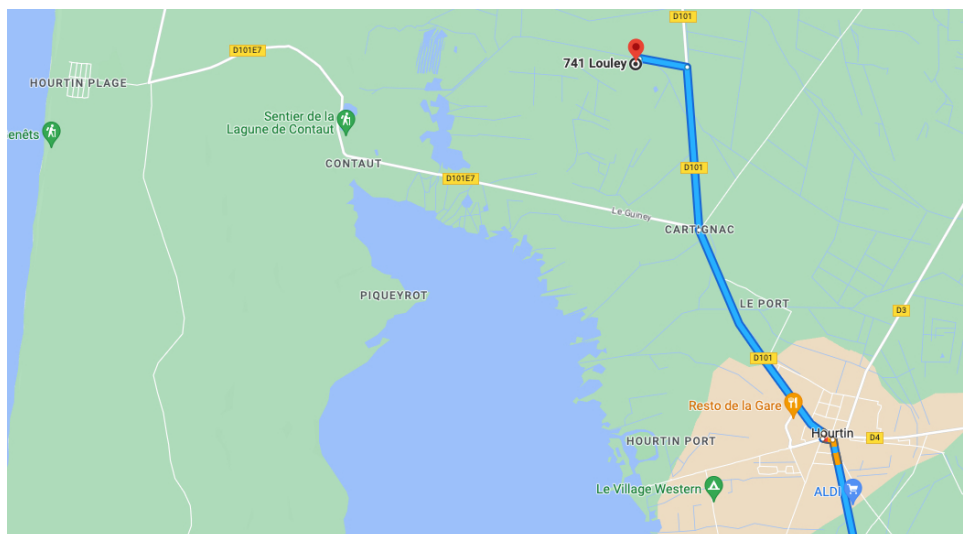 D101
D101E7
741 Louley
HOURTIN PLAGE
Sentier de la
Lagune de Contaut
enêts
CONTAUT
D101E7
D101
Le Guiney
CARTIGNAC
PIQUEYROT
LE PORT
D3
D101
Resto de la Gare
Hourtin
D4
HOURTIN PORT
Le Village Western
ALDI